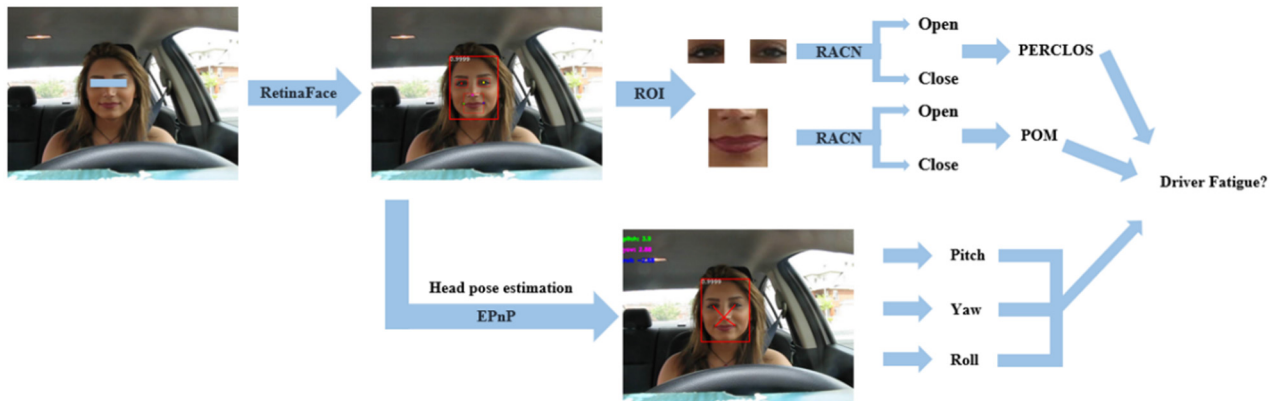 RetinaFace
0.9999
ROI
RACN
Open
Close
PERCLOS
RACN
Open
Close
POM
Driver Fatigue?
Head pose estimation
EPnP
0.9999
Pitch
Yaw
Roll